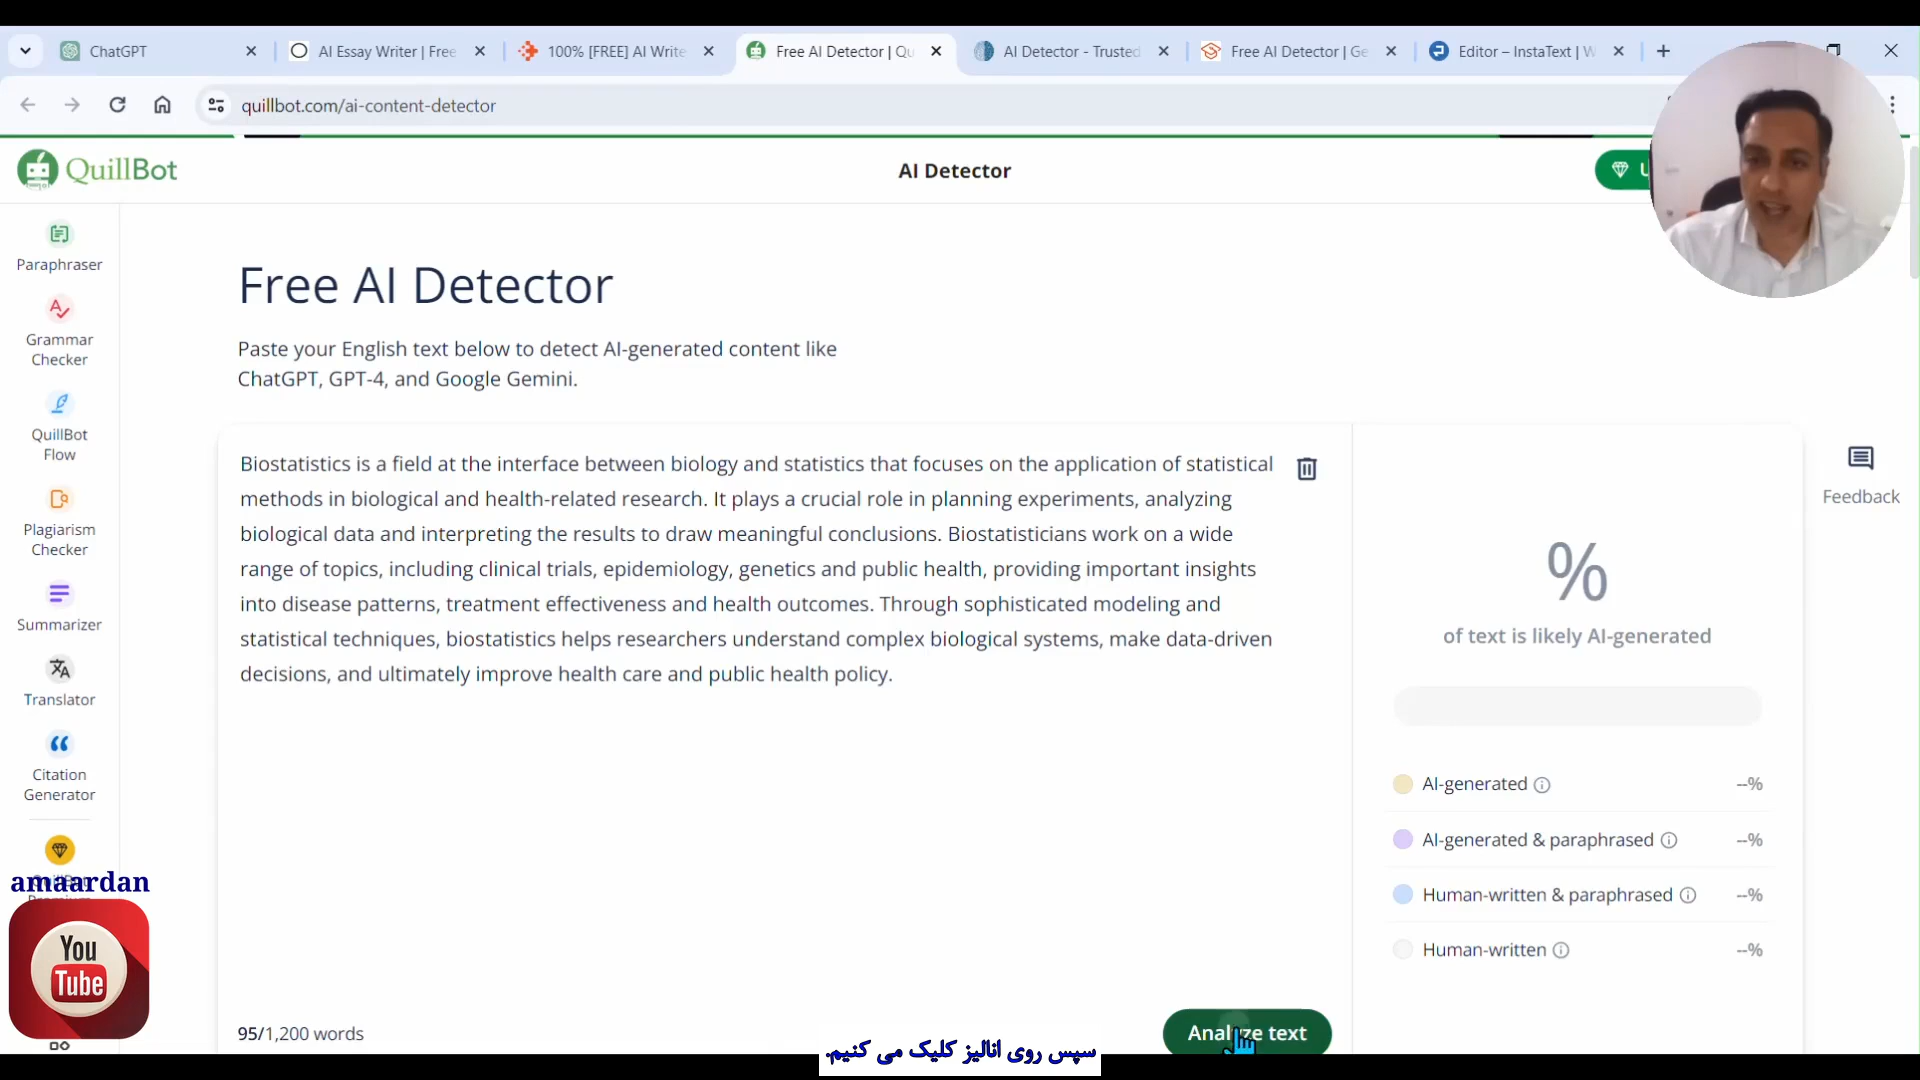 ChatGPT
AI Essay Writer | Free
100% [FREE] AI Write
Free AI Detector | Qu
AI Detector - Trusted
Free AI Detector | Ge
Editor – InstaText | W
quillbot.com/ai-content-detector
QuillBot
AI Detector
Paraphraser
Grammar
Checker
QuillBot
Flow
Plagiarism
Checker
Summarizer
Translator
Citation
Generator
amaardan
You
Tube
Free AI Detector
Paste your English text below to detect AI-generated content like
ChatGPT, GPT-4, and Google Gemini.
Biostatistics is a field at the interface between biology and statistics that focuses on the application of statistical
methods in biological and health-related research. It plays a crucial role in planning experiments, analyzing
biological data and interpreting the results to draw meaningful conclusions. Biostatisticians work on a wide
range of topics, including clinical trials, epidemiology, genetics and public health, providing important insights
into disease patterns, treatment effectiveness and health outcomes. Through sophisticated modeling and
statistical techniques, biostatistics helps researchers understand complex biological systems, make data-driven
decisions, and ultimately improve health care and public health policy.
95/1,200 words
Analyze text
%
of text is likely AI-generated
AI-generated --%
AI-generated & paraphrased --%
Human-written & paraphrased --%
Human-written --%
Feedback
سپس روی انالیز کلیک می کنیم.